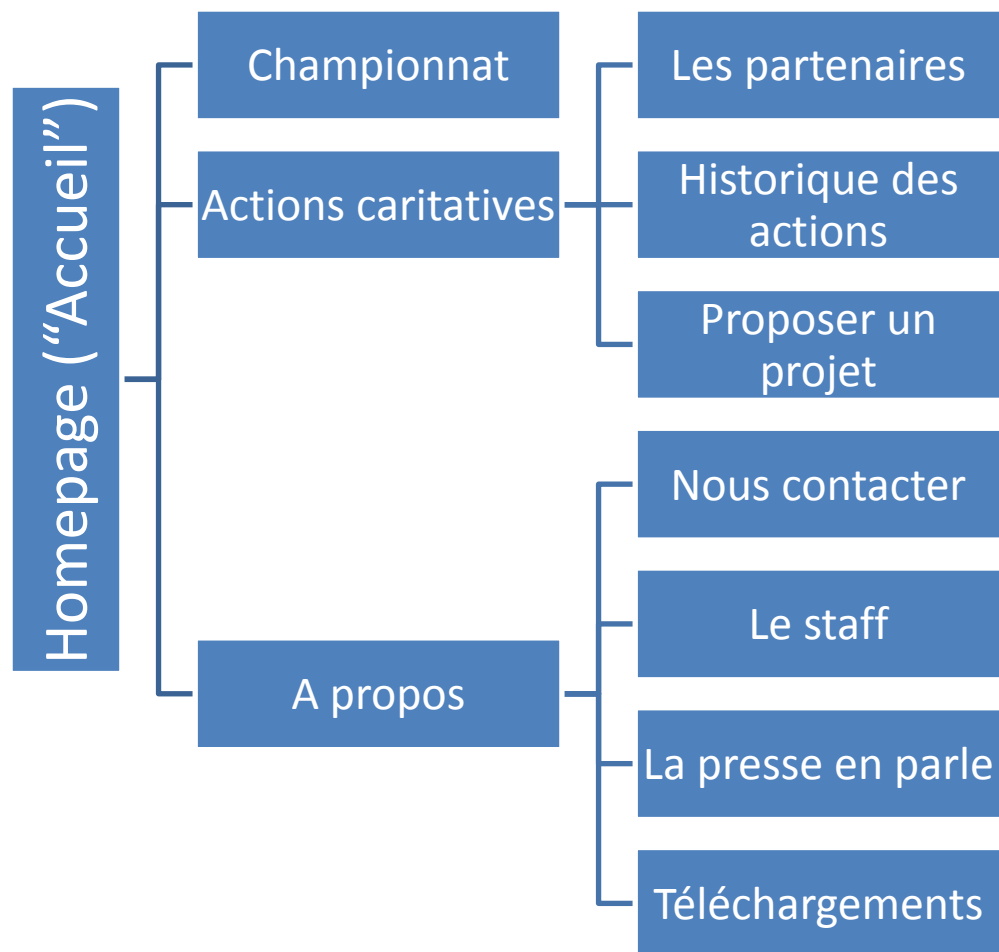 Homepage (“Accueil”)
Championnat
Actions caritatives
Les partenaires
Historique des
actions
Proposer un
projet
A propos
Nous contacter
Le staff
La presse en parle
Téléchargements